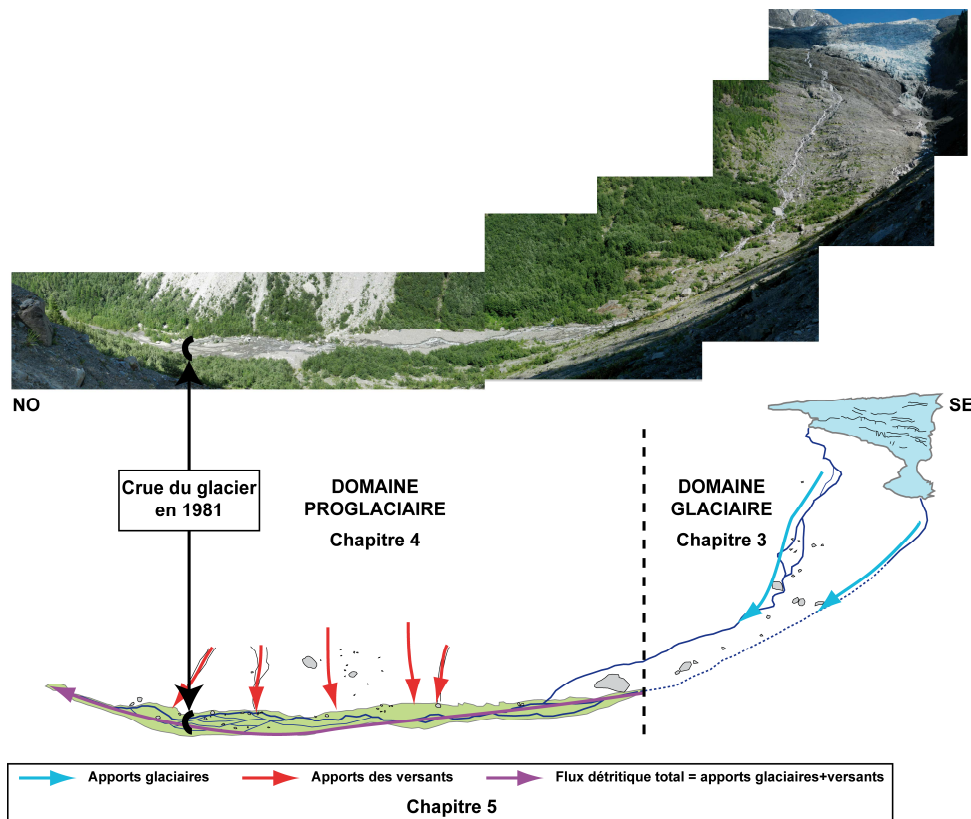 NO
SE
Crue du glacier
en 1981
DOMAINE
PROGLACIAIRE
Chapitre 4
DOMAINE
GLACIAIRE
Chapitre 3
Apports glaciaires
Apports des versants
Flux détritique total = apports glaciaires+versants
Chapitre 5